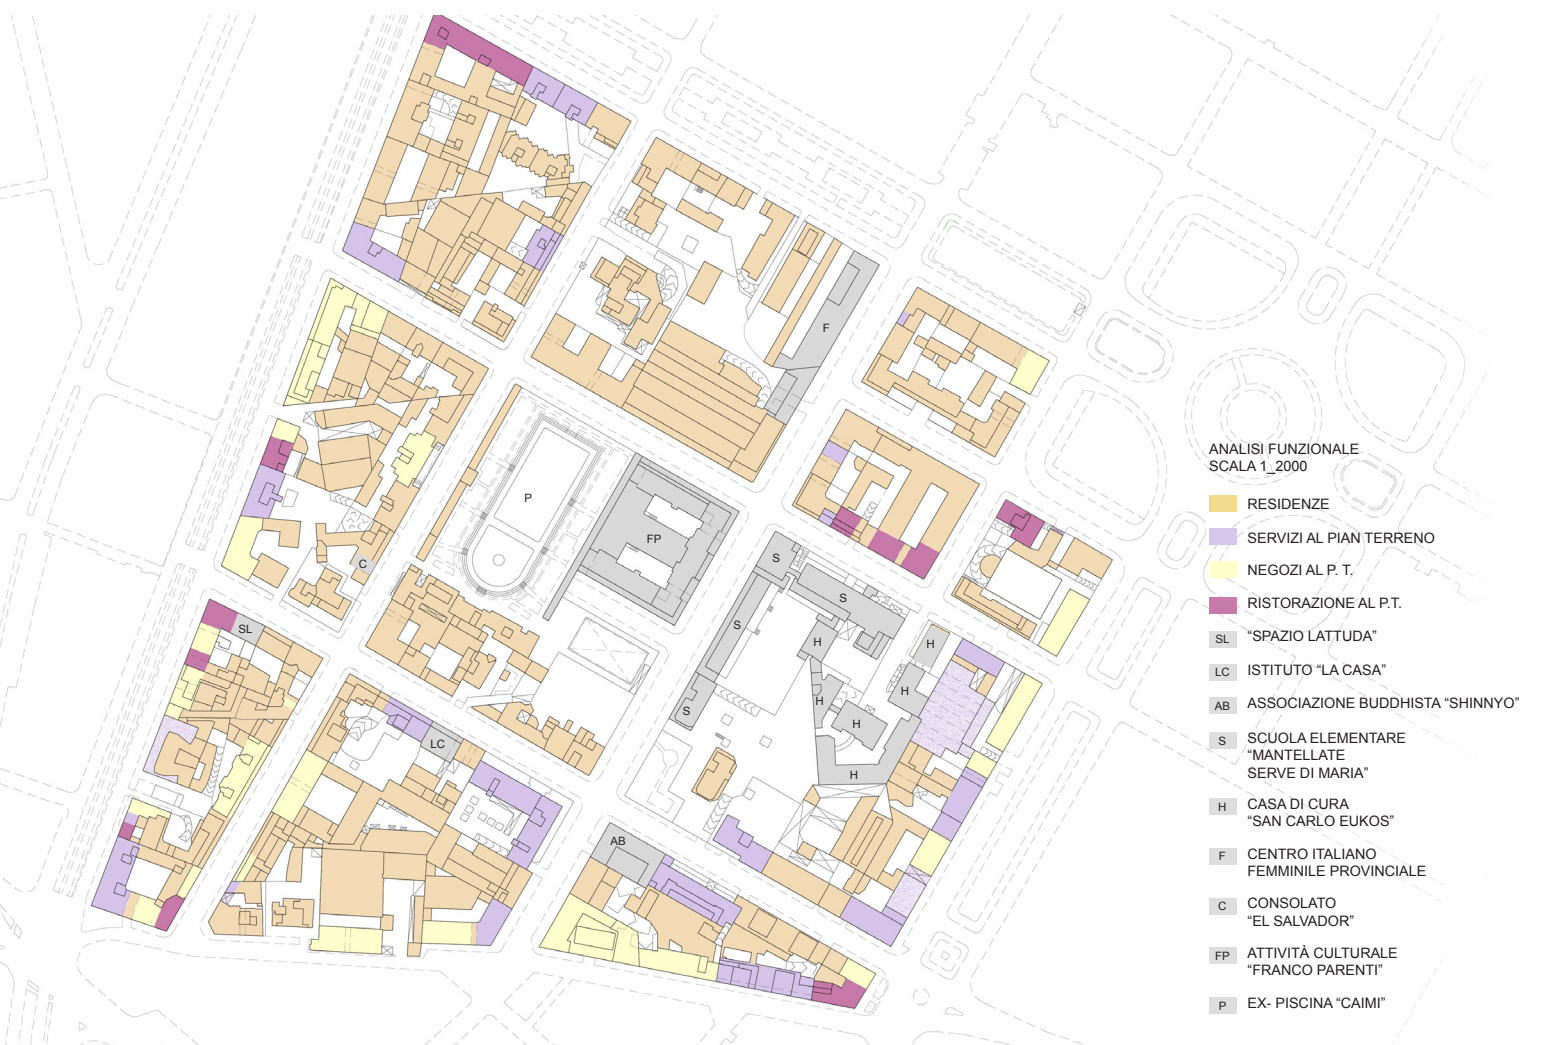 F
P
FP
C
S
S
S
S
H
H
H
H
H
H
SL
LC
AB
ANALISI FUNZIONALE
SCALA 1_2000
RESIDENZE
SERVIZI AL PIAN TERRENO
NEGOZI AL P. T.
RISTORAZIONE AL P.T.
SL “SPAZIO LATTUDA”
LC ISTITUTO “LA CASA”
AB ASSOCIAZIONE BUDDHISTA “SHINNYO”
S SCUOLA ELEMENTARE
“MANTELLATE
SERVE DI MARIA”
H CASA DI CURA
“SAN CARLO EUKOS”
F CENTRO ITALIANO
FEMMINILE PROVINCIALE
C CONSOLATO
“EL SALVADOR”
FP ATTIVITÀ CULTURALE
“FRANCO PARENTI”
P EX- PISCINA “CAIMI”